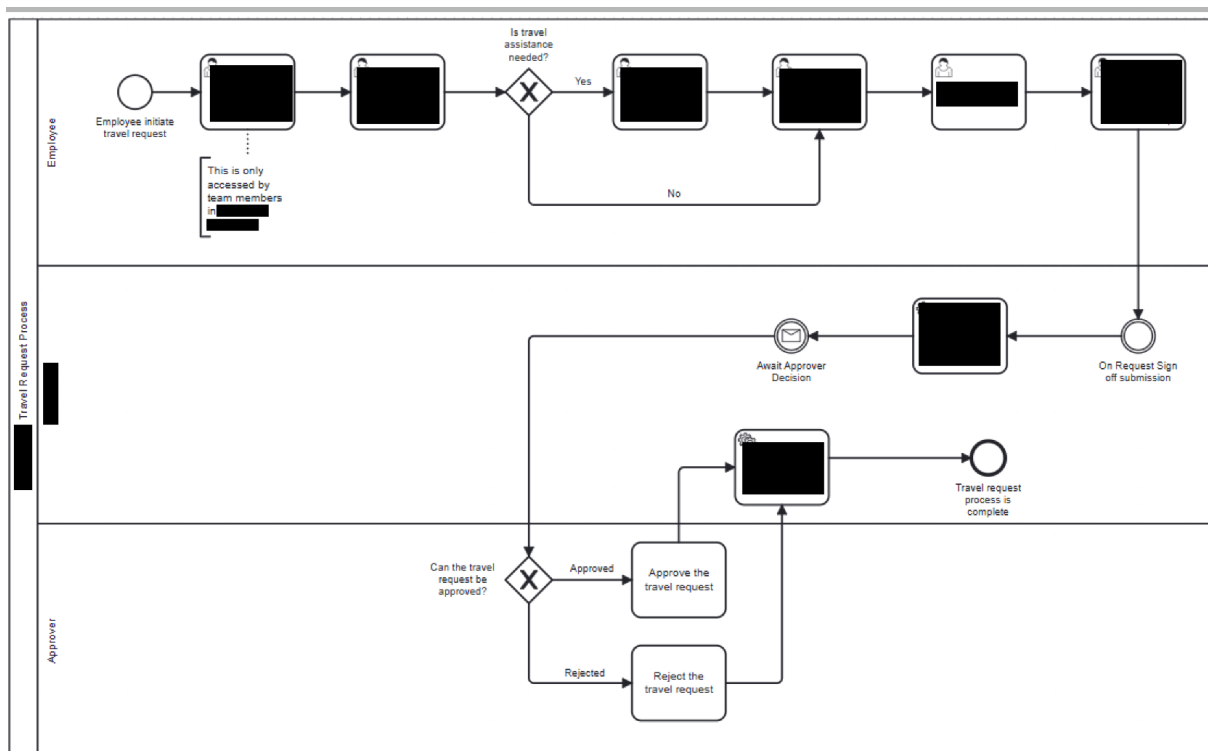 Is travel
assistance
needed?
Yes
Employee initiate
travel request
This is only
accessed by
team members
in
No
Employee
Travel Request Process
Await Approver
Decision
On Request Sign
off submission
Travel request
process is
complete
Can the travel
request be
approved?
Approved
Approve the
travel request
Rejected
Reject the
travel request
Approver